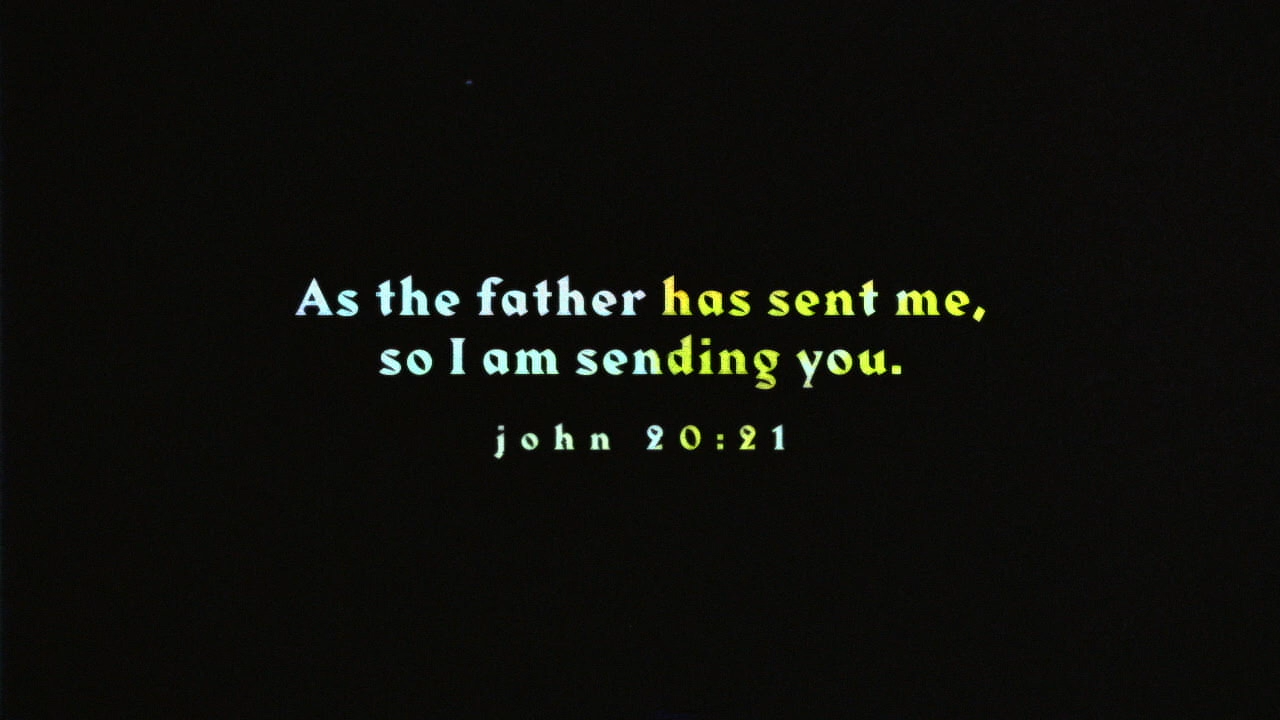 As the father has sent me,
so I am sending you.
john 20:21